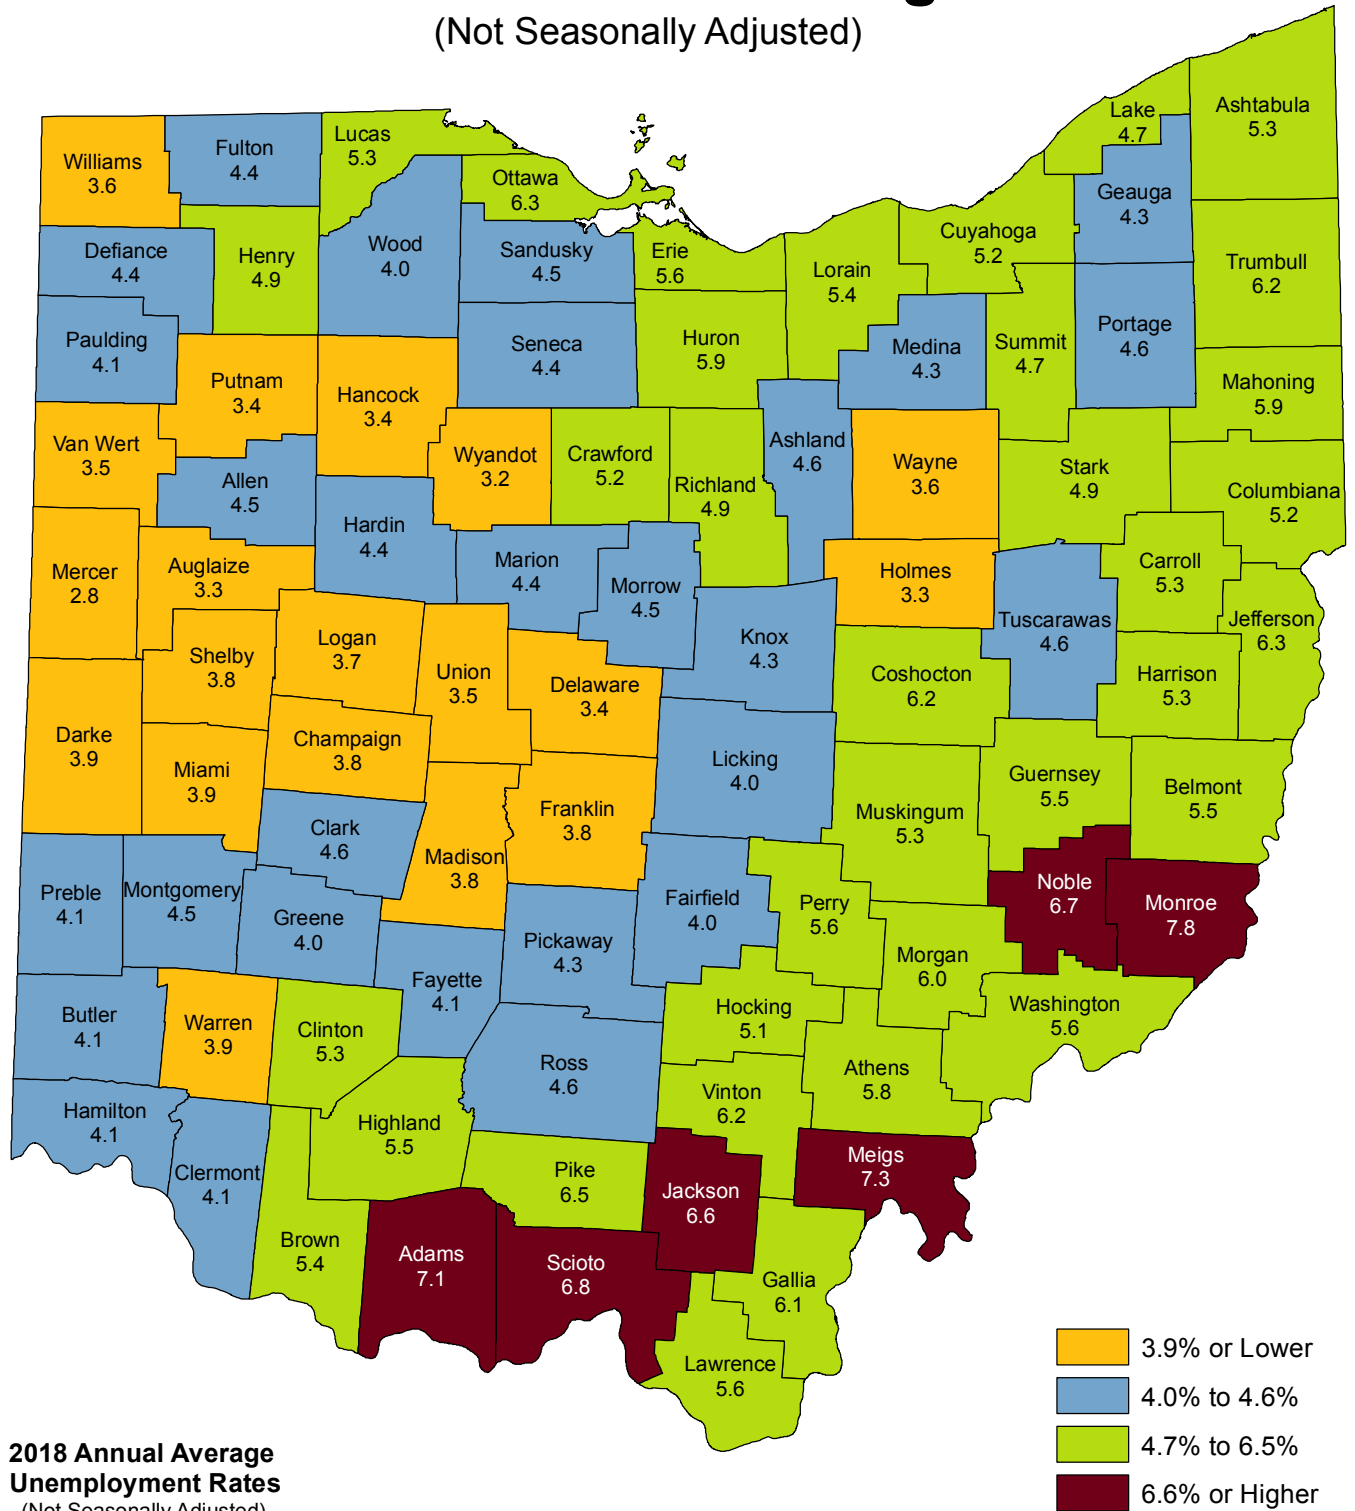 (Not Seasonally Adjusted)
Williams
3.6
Fulton
4.4
Lucas
5.3
Ottawa
6.3
Lake
4.7
Ashtabula
5.3
Geauga
4.3
Defiance
4.4
Henry
4.9
Wood
4.0
Sandusky
4.5
Erie
5.6
Lorain
5.4
Cuyahoga
5.2
Trumbull
6.2
Paulding
4.1
Seneca
4.4
Huron
5.9
Medina
4.3
Summit
4.7
Portage
4.6
Putnam
3.4
Hancock
3.4
Mahoning
5.9
Van Wert
3.5
Allen
4.5
Wyandot
3.2
Crawford
5.2
Richland
4.9
Ashland
4.6
Wayne
3.6
Stark
4.9
Columbiana
5.2
Mercer
2.8
Auglaize
3.3
Hardin
4.4
Marion
4.4
Morrow
4.5
Holmes
3.3
Carroll
5.3
Tuscarawas
4.6
Jefferson
6.3
Shelby
3.8
Logan
3.7
Union
3.5
Delaware
3.4
Knox
4.3
Coshocton
6.2
Harrison
5.3
Darke
3.9
Miami
3.9
Champaign
3.8
Licking
4.0
Guernsey
5.5
Belmont
5.5
Clark
4.6
Madison
3.8
Franklin
3.8
Muskingum
5.3
Preble
4.1
Montgomery
4.5
Greene
4.0
Fairfield
4.0
Perry
5.6
Noble
6.7
Monroe
7.8
Pickaway
4.3
Fayette
4.1
Morgan
6.0
Butler
4.1
Warren
3.9
Clinton
5.3
Hocking
5.1
Washington
5.6
Ross
4.6
Athens
5.8
Vinton
6.2
Hamilton
4.1
Highland
5.5
Clermont
4.1
Pike
6.5
Jackson
6.6
Meigs
7.3
Brown
5.4
Adams
7.1
Scioto
6.8
Gallia
6.1
Lawrence
5.6
3.9% or Lower
4.0% to 4.6%
4.7% to 6.5%
6.6% or Higher
2018 Annual Average
Unemployment Rates
(Not Seasonally Adjusted)